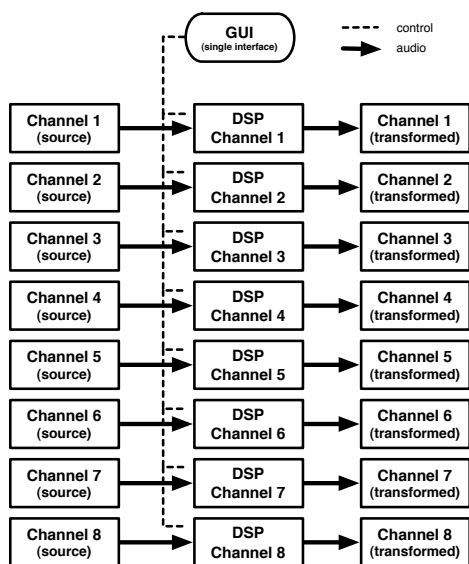 GUI
(single interface)
control
audio
Channel 1
(source)
DSP
Channel 1
Channel 1
(transformed)
Channel 2
(source)
DSP
Channel 2
Channel 2
(transformed)
Channel 3
(source)
DSP
Channel 3
Channel 3
(transformed)
Channel 4
(source)
DSP
Channel 4
Channel 4
(transformed)
Channel 5
(source)
DSP
Channel 5
Channel 5
(transformed)
Channel 6
(source)
DSP
Channel 6
Channel 6
(transformed)
Channel 7
(source)
DSP
Channel 7
Channel 7
(transformed)
Channel 8
(source)
DSP
Channel 8
Channel 8
(transformed)